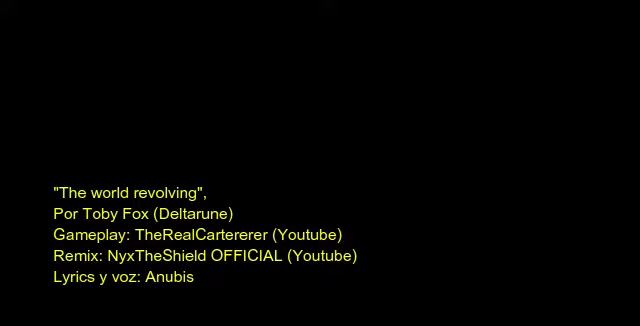 "The world revolving",
Por Toby Fox (Deltarune)
Gameplay: TheRealCartererer (Youtube)
Remix: NyxTheShield OFFICIAL (Youtube)
Lyrics y voz: Anubis